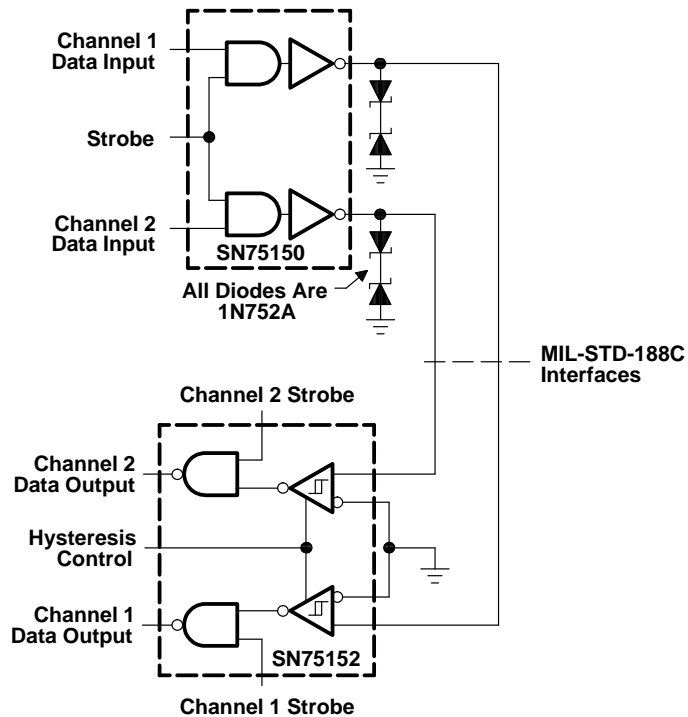 Channel 1
Data Input
Strobe
Channel 2
Data Input
SN75150
All Diodes Are
1N752A
MIL-STD-188C
Interfaces
Channel 2 Strobe
Channel 2
Data Output
Hysteresis
Control
Channel 1
Data Output
SN75152
Channel 1 Strobe